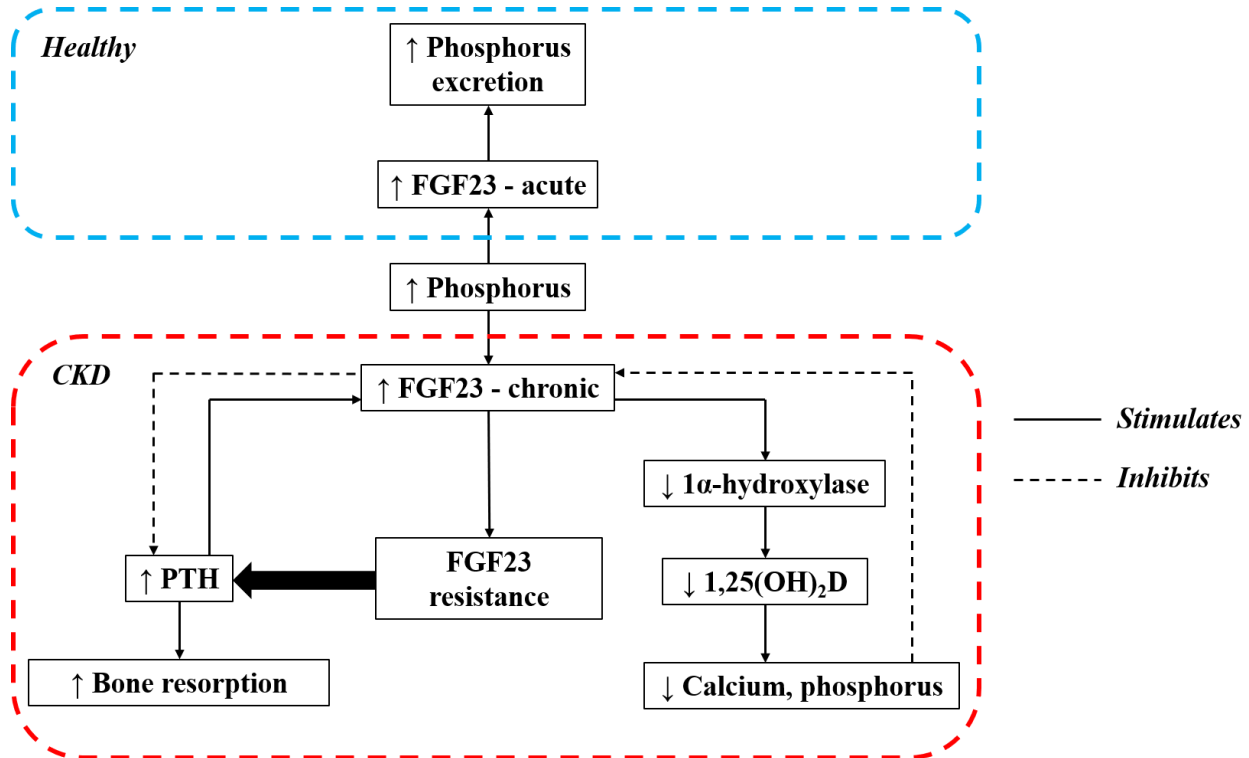 Healthy
↑ Phosphorus
excretion
↑ FGF23 - acute
↑ Phosphorus
CKD
↑ FGF23 - chronic
Stimulates
↓ 1α-hydroxylase
Inhibits
↑ PTH
FGF23
resistance
↓ 1,25(OH)₂D
↑ Bone resorption
↓ Calcium, phosphorus